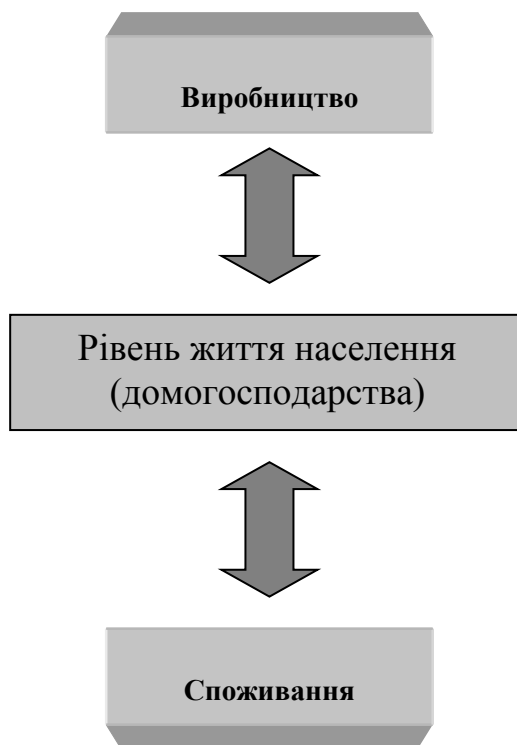 Виробництво
Рівень життя населення
(домогосподарства)
Споживання